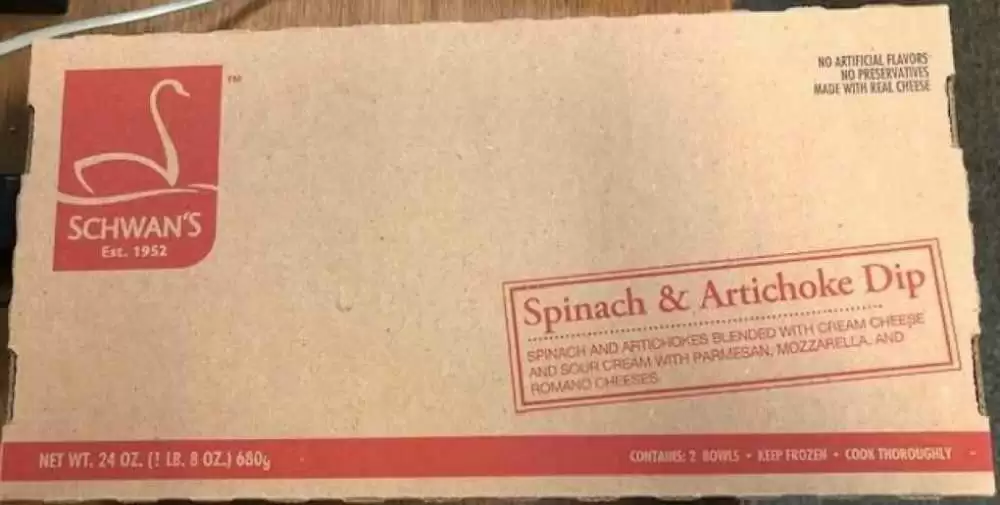 TM
SCHWAN'S
Est. 1952
NO ARTIFICIAL FLAVORS
NO PRESERVATIVES
MADE WITH REAL CHEESE
Spinach & Artichoke Dip
SPINACH AND ARTICHOKES BLENDED WITH CREAM CHEESE
AND SOUR CREAM WITH PARMESAN, MOZZARELLA, AND
ROMANO CHEESES.
NET WT. 24 OZ. (1 LB. 8 OZ.) 680g
CONTAINS: 2 BOWLS • KEEP FROZEN • COOK THOROUGHLY